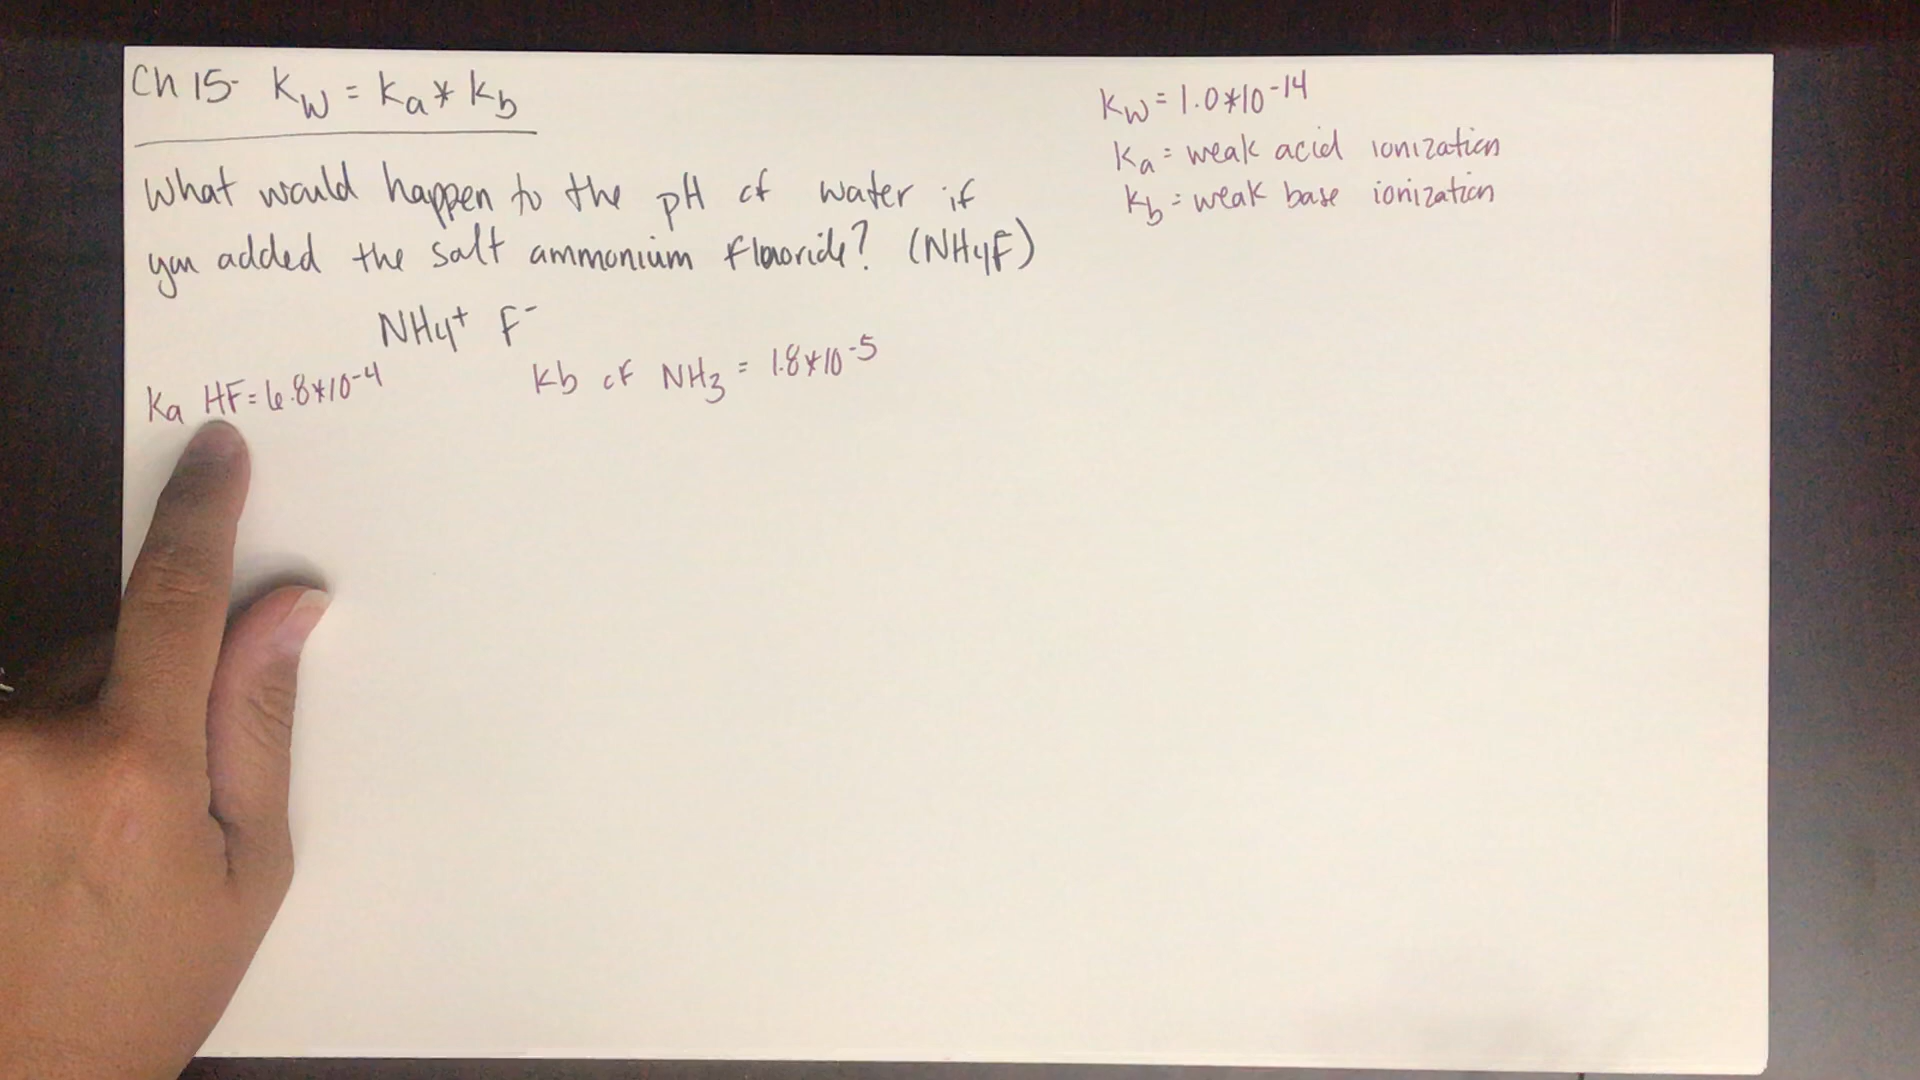 Ch 15- Kw = Ka * Kb
What would happen to the pH of water if
you added the salt ammonium fluoride? (NH4F)
NH4+ F-
Ka HF = 6.8*10-4
Kb of NH3 = 1.8*10-5
Kw = 1.0*10-14
Ka = weak acid ionization
Kb = weak base ionization